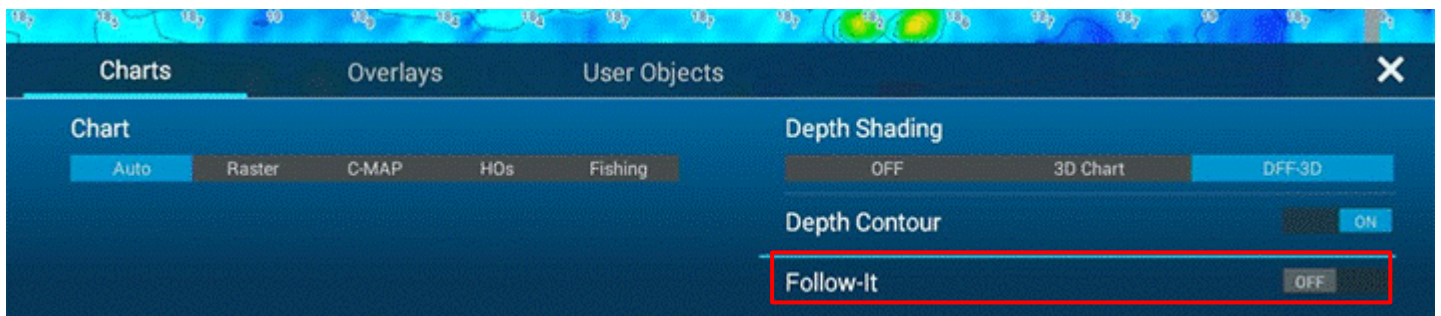 Charts Overlays User Objects
Chart
Auto Raster C-MAP HOs Fishing
Depth Shading
OFF 3D Chart DFF-3D
Depth Contour ON
Follow-It OFF